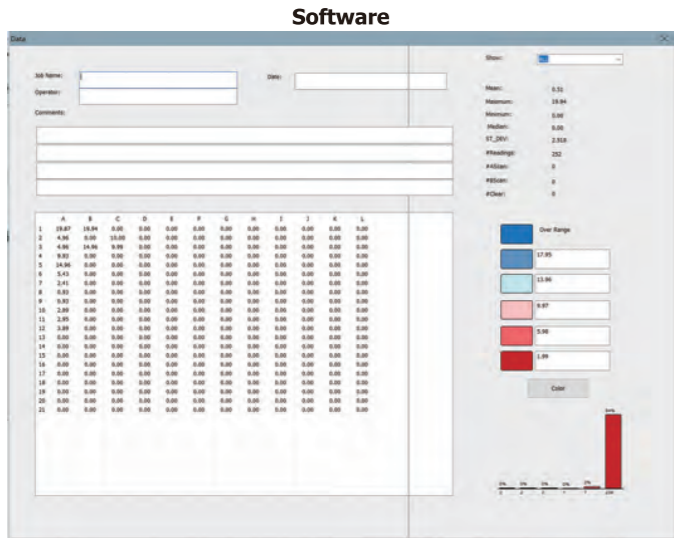 Software
Data
Show:
Job Name:
Date:
Operator:
Comments:
Mean: 0.51
Maximum: 19.94
Minimum: 0.00
Median: 0.00
ST_DEV: 2.516
#Readings: 252
#AScan: 0
#BScan: 0
#Clear: 0
A B C D E F G H I J K L
1 19.87 19.94 0.00 0.00 0.00 0.00 0.00 0.00 0.00 0.00 0.00 0.00
2 4.96 0.00 10.00 0.00 0.00 0.00 0.00 0.00 0.00 0.00 0.00 0.00
3 4.96 14.96 9.99 0.00 0.00 0.00 0.00 0.00 0.00 0.00 0.00 0.00
4 9.93 0.00 0.00 0.00 0.00 0.00 0.00 0.00 0.00 0.00 0.00 0.00
5 14.96 0.00 0.00 0.00 0.00 0.00 0.00 0.00 0.00 0.00 0.00 0.00
6 5.43 0.00 0.00 0.00 0.00 0.00 0.00 0.00 0.00 0.00 0.00 0.00
7 2.41 0.00 0.00 0.00 0.00 0.00 0.00 0.00 0.00 0.00 0.00 0.00
8 0.00 0.00 0.00 0.00 0.00 0.00 0.00 0.00 0.00 0.00 0.00
9 0.00 0.00 0.00 0.00 0.00 0.00 0.00 0.00 0.00 0.00 0.00
10 2.89 0.00 0.00 0.00 0.00 0.00 0.00 0.00 0.00 0.00 0.00 0.00
11 2.95 0.00 0.00 0.00 0.00 0.00 0.00 0.00 0.00 0.00 0.00 0.00
12 3.89 0.00 0.00 0.00 0.00 0.00 0.00 0.00 0.00 0.00 0.00 0.00
13 0.00 0.00 0.00 0.00 0.00 0.00 0.00 0.00 0.00 0.00 0.00 0.00
14 0.00 0.00 0.00 0.00 0.00 0.00 0.00 0.00 0.00 0.00 0.00 0.00
15 0.00 0.00 0.00 0.00 0.00 0.00 0.00 0.00 0.00 0.00 0.00 0.00
16 0.00 0.00 0.00 0.00 0.00 0.00 0.00 0.00 0.00 0.00 0.00 0.00
17 0.00 0.00 0.00 0.00 0.00 0.00 0.00 0.00 0.00 0.00 0.00 0.00
18 0.00 0.00 0.00 0.00 0.00 0.00 0.00 0.00 0.00 0.00 0.00 0.00
19 0.00 0.00 0.00 0.00 0.00 0.00 0.00 0.00 0.00 0.00 0.00 0.00
20 0.00 0.00 0.00 0.00 0.00 0.00 0.00 0.00 0.00 0.00 0.00 0.00
21 0.00 0.00 0.00 0.00 0.00 0.00 0.00 0.00 0.00 0.00 0.00 0.00
Over Range
17.95
13.96
9.97
5.98
1.99
Color